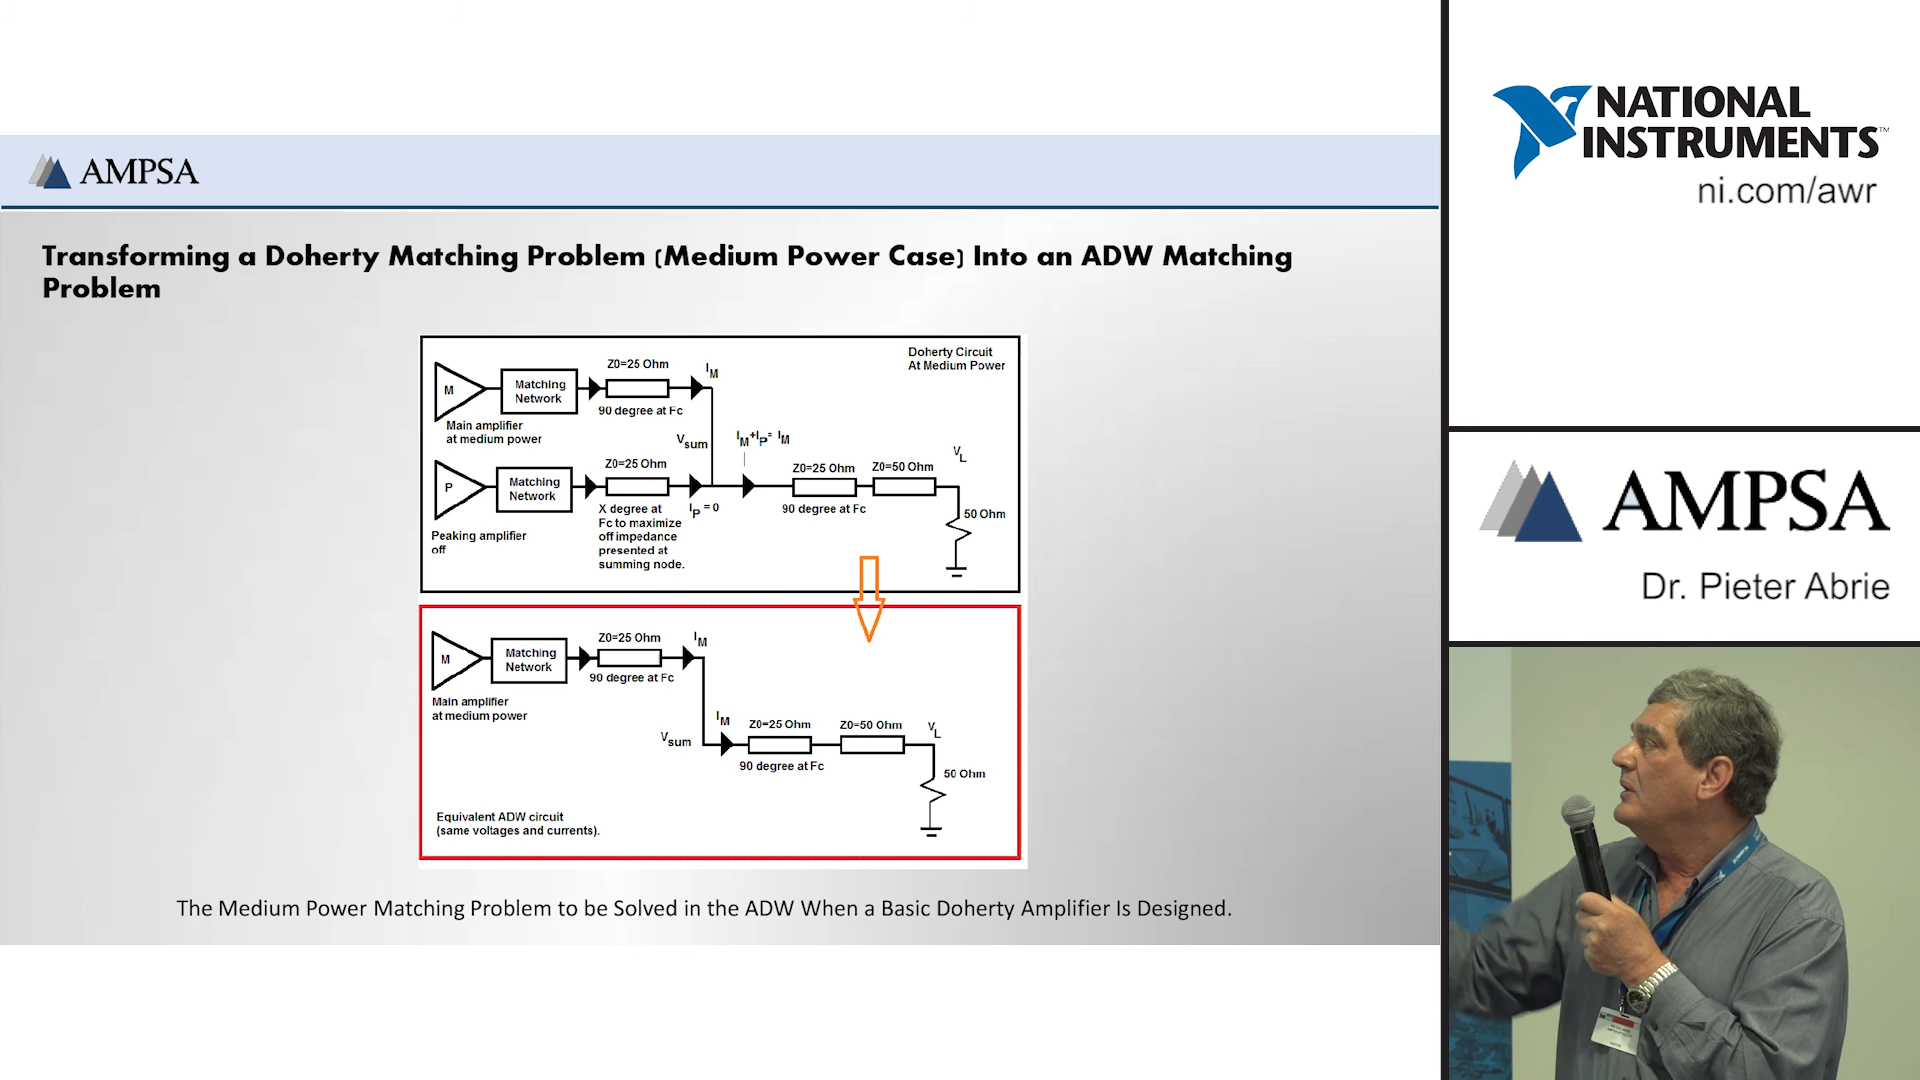 AMPSA
Transforming a Doherty Matching Problem (Medium Power Case) Into an ADW Matching
Problem
Doherty Circuit
At Medium Power
Z0=25 Ohm
IM
M
Matching
Network
90 degree at Fc
Main amplifier
at medium power
Vsum
IM+IP= IM
VL
Z0=25 Ohm
Z0=25 Ohm
Z0=50 Ohm
P
Matching
Network
X degree at
Fc to maximize
off impedance
presented at
summing node.
IP = 0
90 degree at Fc
50 Ohm
Peaking amplifier
off
Z0=25 Ohm
IM
M
Matching
Network
90 degree at Fc
Main amplifier
at medium power
Vsum
IM
Z0=25 Ohm
Z0=50 Ohm
VL
90 degree at Fc
50 Ohm
Equivalent ADW circuit
(same voltages and currents).
The Medium Power Matching Problem to be Solved in the ADW When a Basic Doherty Amplifier Is Designed.
NATIONAL
INSTRUMENTS™
ni.com/awr
AMPSA
Dr. Pieter Abrie